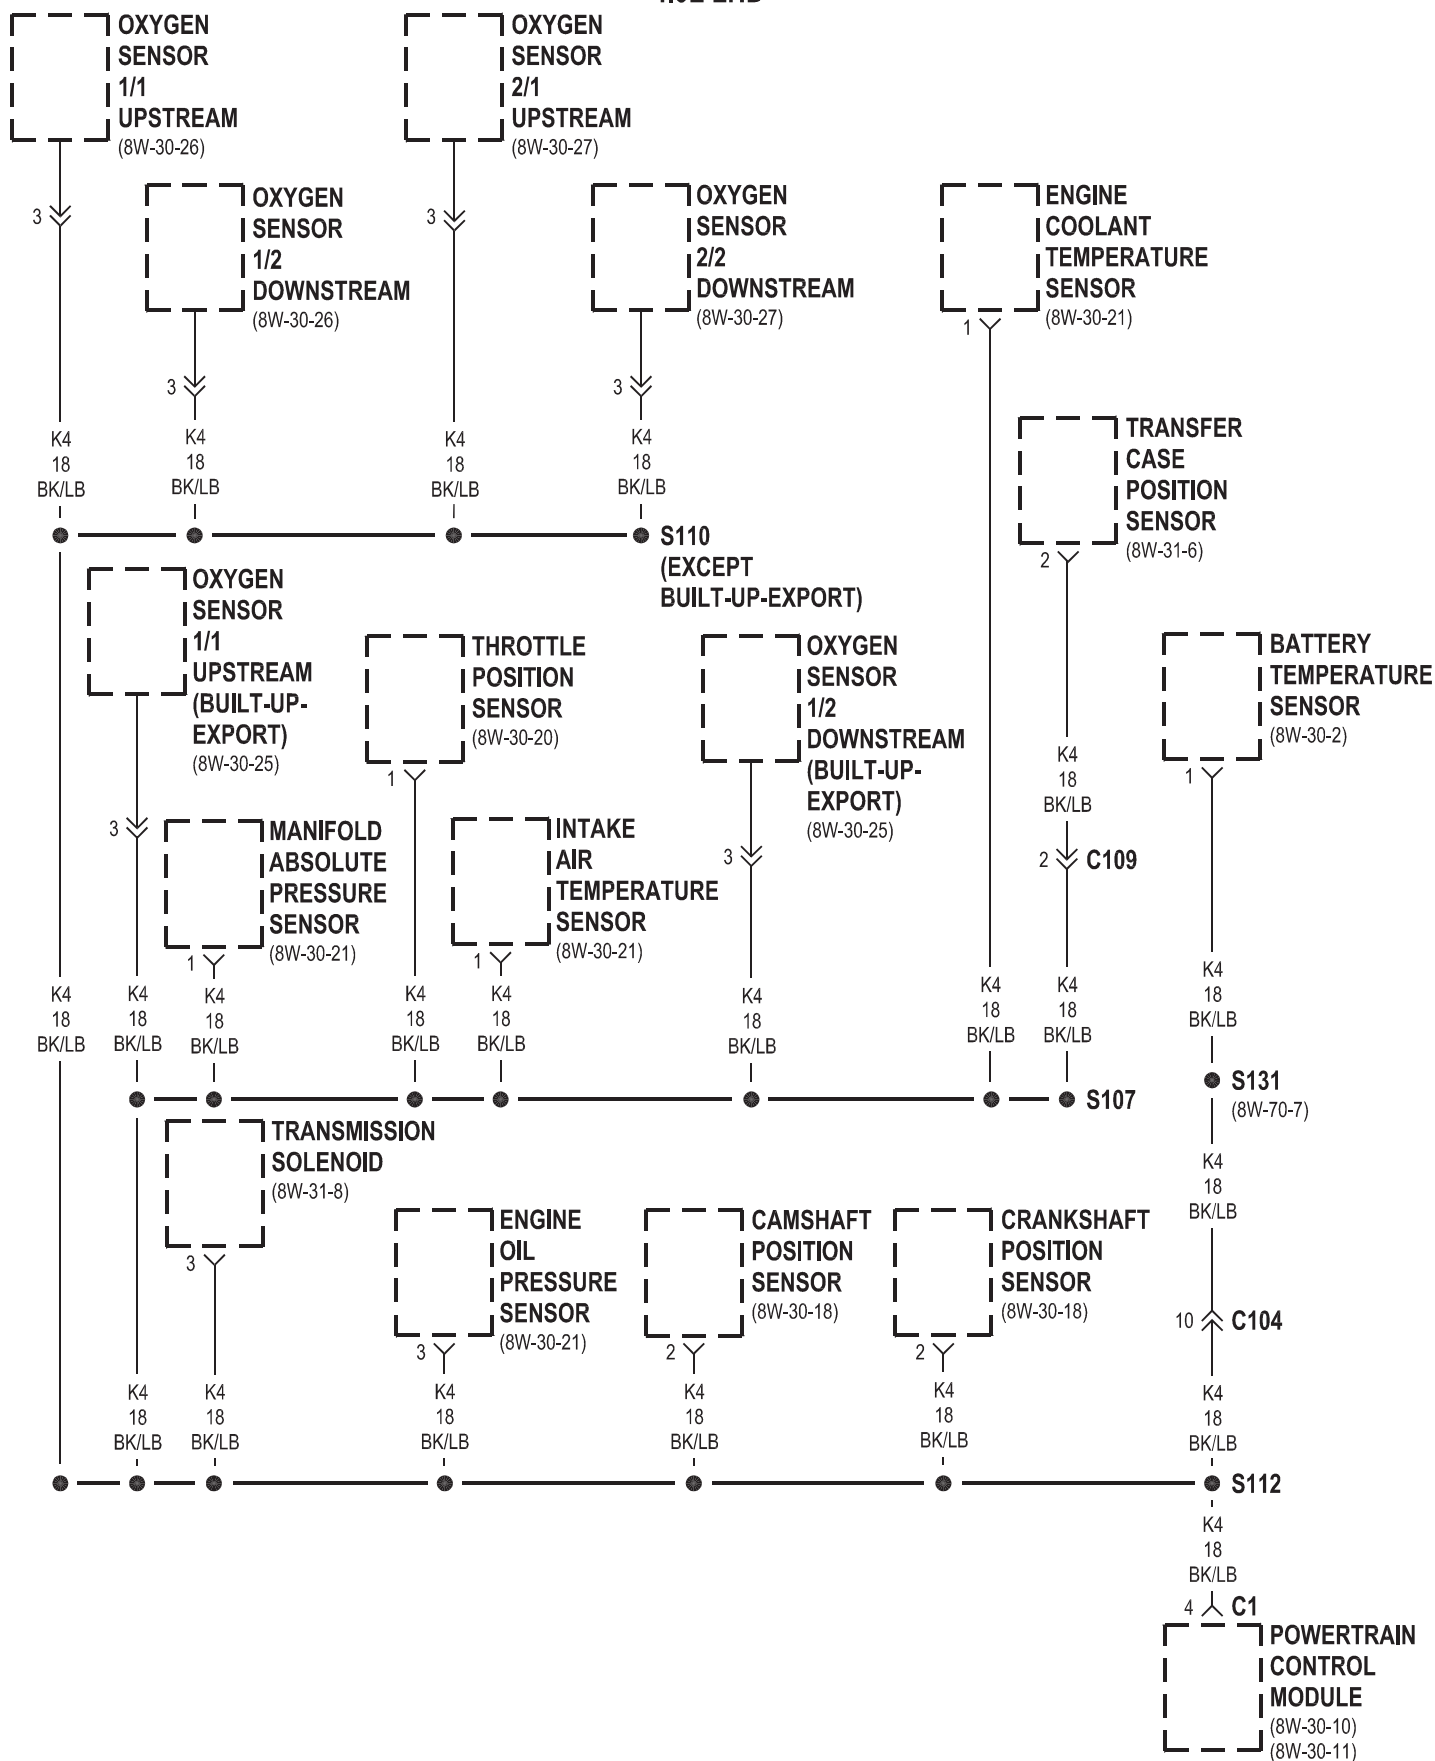 OXYGEN
SENSOR
1/1
UPSTREAM
(8W-30-26)
OXYGEN
SENSOR
2/1
UPSTREAM
(8W-30-27)
3
OXYGEN
SENSOR
1/2
DOWNSTREAM
(8W-30-26)
3
OXYGEN
SENSOR
2/2
DOWNSTREAM
(8W-30-27)
ENGINE
COOLANT
TEMPERATURE
SENSOR
(8W-30-21)
1
3
3
K4
18
BK/LB
K4
18
BK/LB
K4
18
BK/LB
K4
18
BK/LB
TRANSFER
CASE
POSITION
SENSOR
(8W-31-6)
2
S110
(EXCEPT
BUILT-UP-EXPORT)
OXYGEN
SENSOR
1/1
UPSTREAM
(BUILT-UP-
EXPORT)
(8W-30-25)
THROTTLE
POSITION
SENSOR
(8W-30-20)
1
OXYGEN
SENSOR
1/2
DOWNSTREAM
(BUILT-UP-
EXPORT)
(8W-30-25)
BATTERY
TEMPERATURE
SENSOR
(8W-30-2)
1
K4
18
BK/LB
3
MANIFOLD
ABSOLUTE
PRESSURE
SENSOR
(8W-30-21)
1
INTAKE
AIR
TEMPERATURE
SENSOR
(8W-30-21)
1
3
2
C109
K4
18
BK/LB
K4
18
BK/LB
K4
18
BK/LB
K4
18
BK/LB
K4
18
BK/LB
K4
18
BK/LB
K4
18
BK/LB
K4
18
BK/LB
K4
18
BK/LB
S107
S131
(8W-70-7)
TRANSMISSION
SOLENOID
(8W-31-8)
3
K4
18
BK/LB
ENGINE
OIL
PRESSURE
SENSOR
(8W-30-21)
3
CAMSHAFT
POSITION
SENSOR
(8W-30-18)
2
CRANKSHAFT
POSITION
SENSOR
(8W-30-18)
2
10
C104
K4
18
BK/LB
K4
18
BK/LB
K4
18
BK/LB
K4
18
BK/LB
K4
18
BK/LB
K4
18
BK/LB
S112
K4
18
BK/LB
4
C1
POWERTRAIN
CONTROL
MODULE
(8W-30-10)
(8W-30-11)